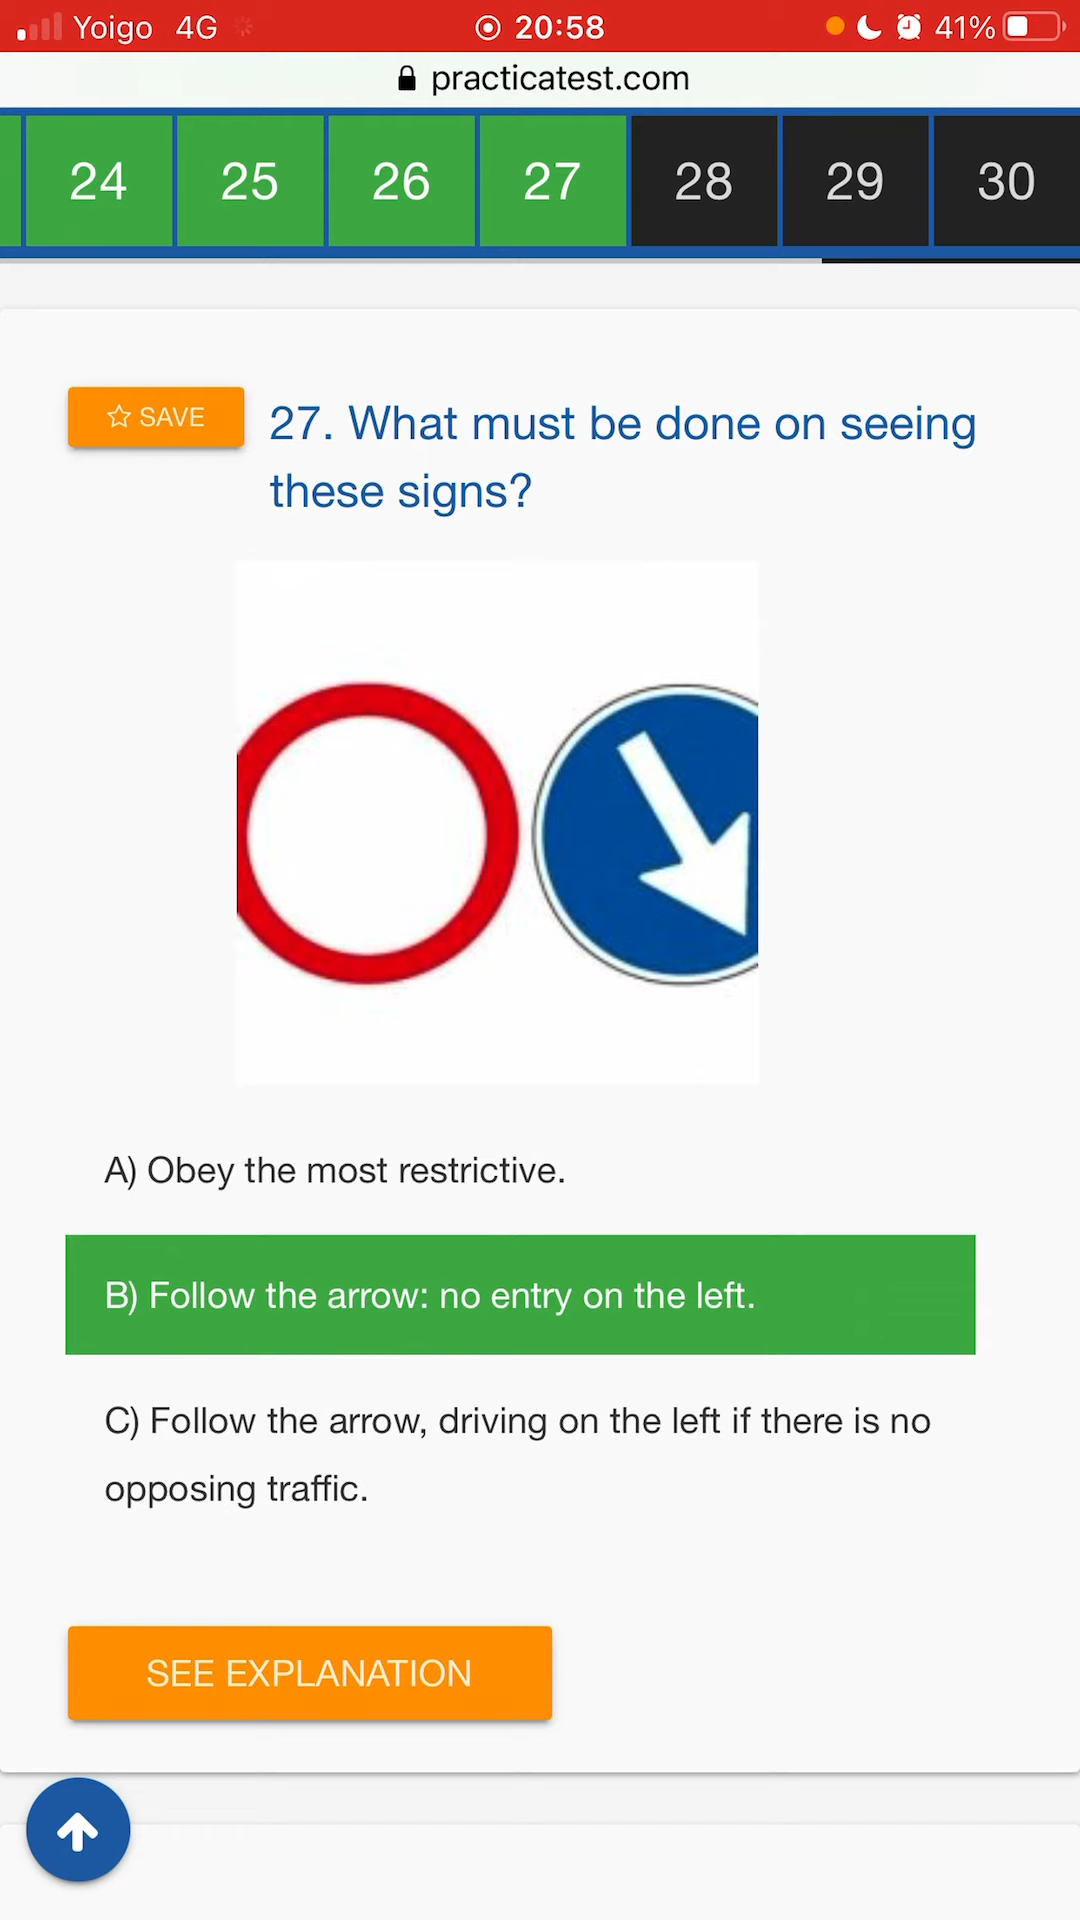 Yoigo 4G 20:58 41%
practicatest.com
24 25 26 27 28 29 30
SAVE
27. What must be done on seeing
these signs?
A) Obey the most restrictive.
B) Follow the arrow: no entry on the left.
C) Follow the arrow, driving on the left if there is no
opposing traffic.
SEE EXPLANATION